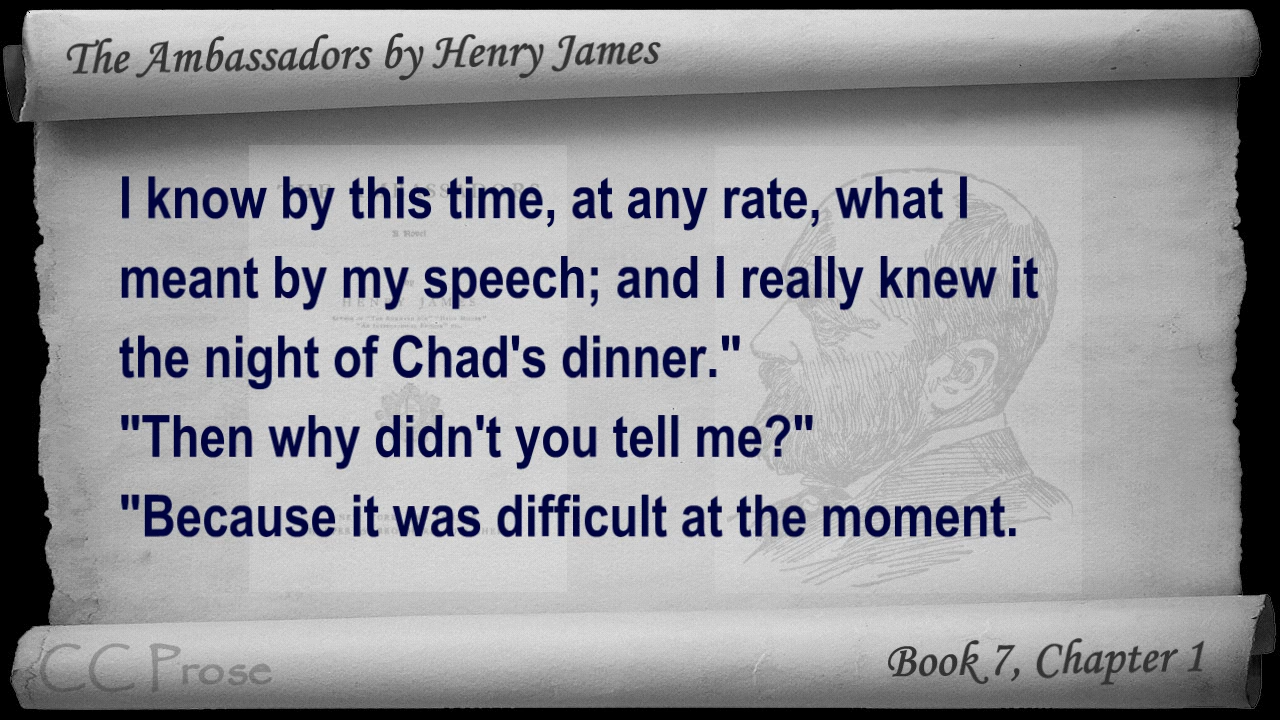 The Ambassadors by Henry James
I know by this time, at any rate, what I
meant by my speech; and I really knew it
the night of Chad's dinner."
"Then why didn't you tell me?"
"Because it was difficult at the moment.
CC Prose
Book 7, Chapter 1